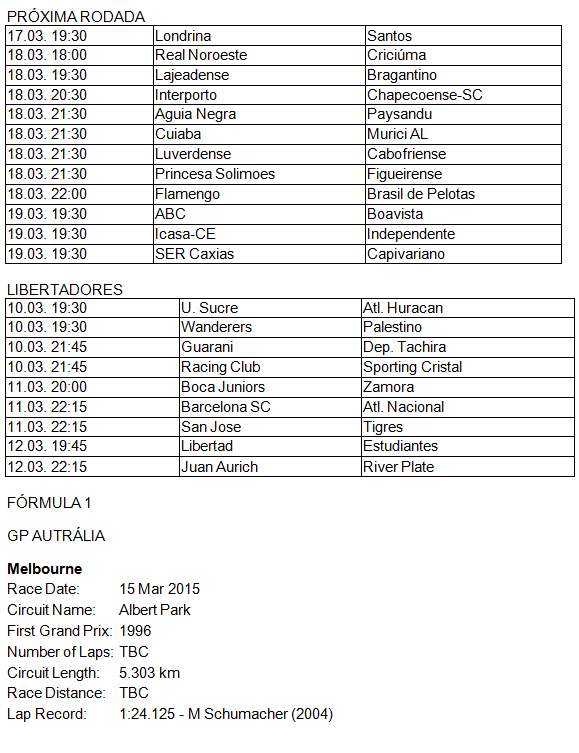 PRÓXIMA RODADA
17.03. 19:30 Londrina Santos
18.03. 18:00 Real Noroeste Criciúma
18.03. 19:30 Lajeadense Bragantino
18.03. 20:30 Interporto Chapecoense-SC
18.03. 21:30 Aguia Negra Paysandu
18.03. 21:30 Cuiaba Murici AL
18.03. 21:30 Luverdense Cabofriense
18.03. 21:30 Princesa Solimoes Figueirense
18.03. 22:00 Flamengo Brasil de Pelotas
19.03. 19:30 ABC Boavista
19.03. 19:30 Icasa-CE Independente
19.03. 19:30 SER Caxias Capivariano
LIBERTADORES
10.03. 19:30 U. Sucre Atl. Huracan
10.03. 19:30 Wanderers Palestino
10.03. 21:45 Guarani Dep. Tachira
10.03. 21:45 Racing Club Sporting Cristal
11.03. 20:00 Boca Juniors Zamora
11.03. 22:15 Barcelona SC Atl. Nacional
11.03. 22:15 San Jose Tigres
12.03. 19:45 Libertad Estudiantes
12.03. 22:15 Juan Aurich River Plate
FÓRMULA 1
GP AUTRÁLIA
Melbourne
Race Date: 15 Mar 2015
Circuit Name: Albert Park
First Grand Prix: 1996
Number of Laps: TBC
Circuit Length: 5.303 km
Race Distance: TBC
Lap Record: 1:24.125 - M Schumacher (2004)